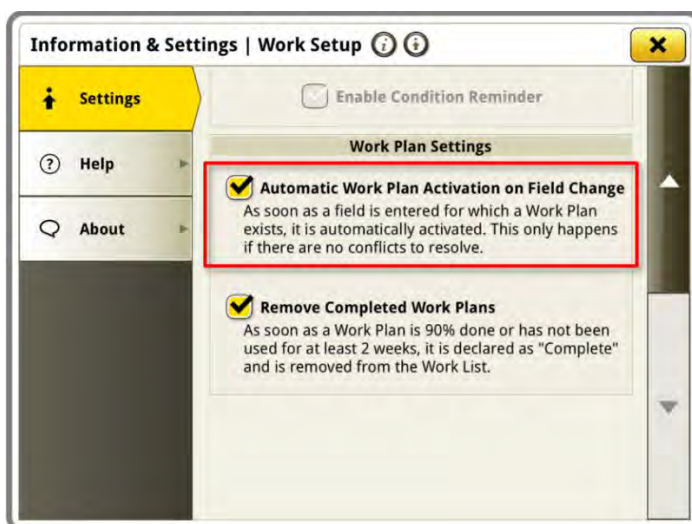 Information & Settings | Work Setup
Settings
Help
About
Enable Condition Reminder
Work Plan Settings
Automatic Work Plan Activation on Field Change
As soon as a field is entered for which a Work Plan
exists, it is automatically activated. This only happens
if there are no conflicts to resolve.
Remove Completed Work Plans
As soon as a Work Plan is 90% done or has not been
used for at least 2 weeks, it is declared as "Complete"
and is removed from the Work List.